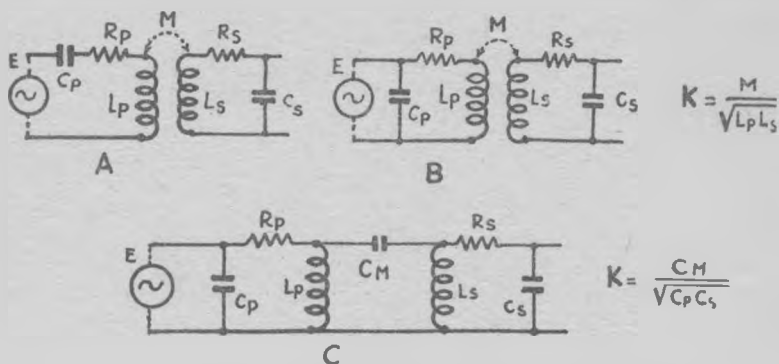 M
Rp
Rs
E
Cp
Lp
Ls
Cs
A
M
Rp
Rs
E
Cp
Lp
Ls
Cs
B
K = M / √LpLs
Rp
Rs
E
CM
Cp
Lp
Ls
Cs
C
K = CM / √CpCs